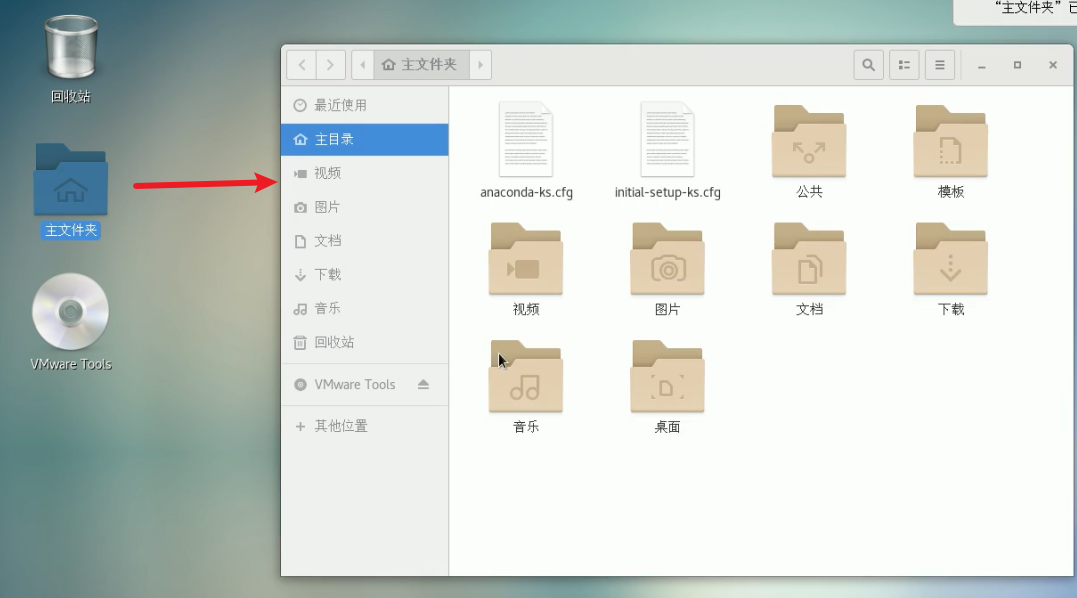 “主文件夹”已
回收站
主文件夹
VMware Tools
主文件夹
最近使用
主目录
视频
图片
文档
下载
音乐
回收站
VMware Tools
其他位置
anaconda-ks.cfg
initial-setup-ks.cfg
公共
模板
视频
图片
文档
下载
音乐
桌面